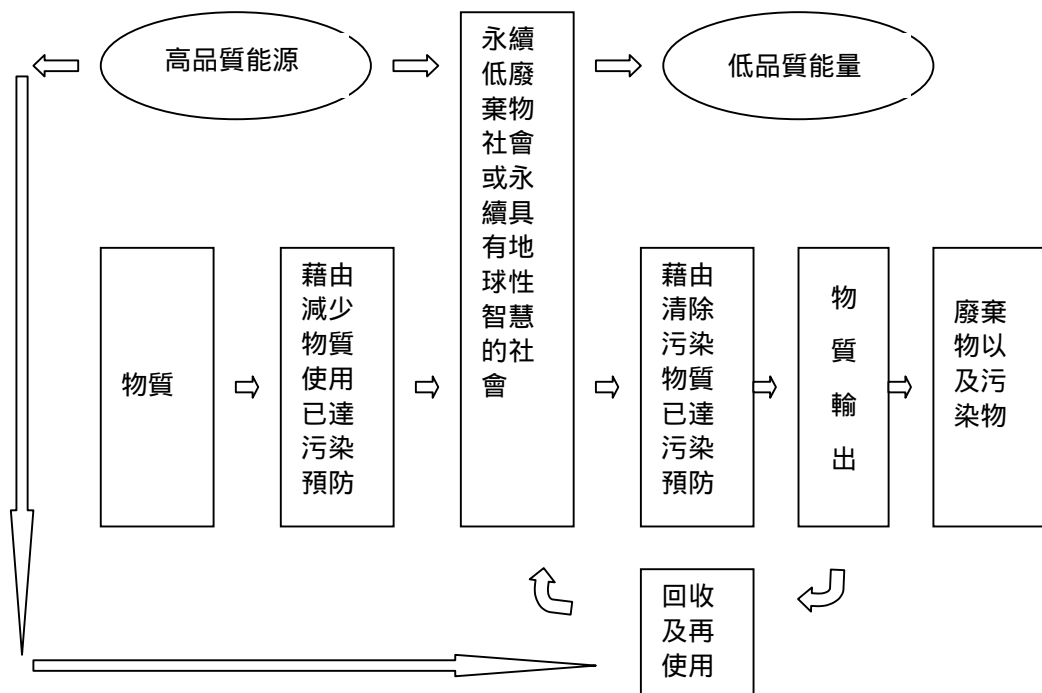 高品質能源
永續
低廢
棄物
社會
或永
續具
有地
球性
智慧
的社
會
低品質能量
物質
藉由
減少
物質
使用
已達
污染
預防
藉由
清除
污染
物質
已達
污染
預防
物
質
輸
出
廢棄
物以
及污
染物
回收
及再
使用